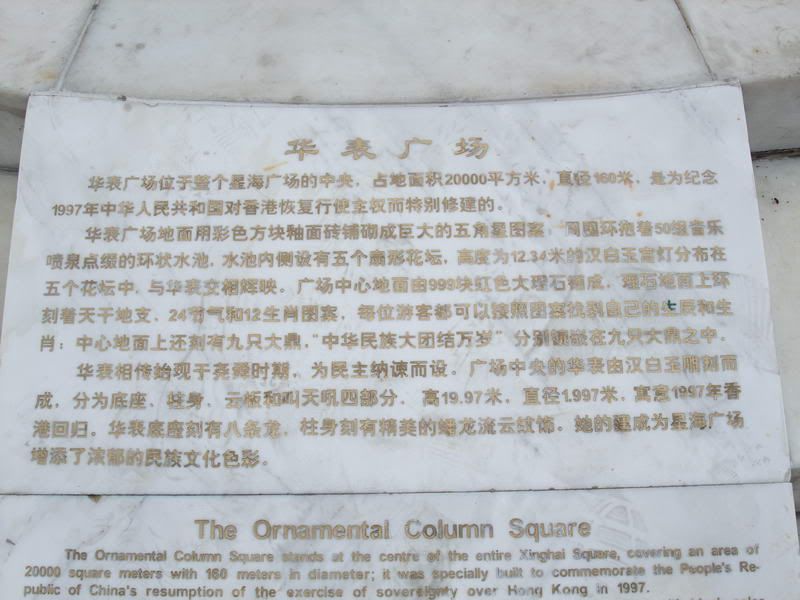 华表广场
华表广场位于整个星海广场的中央，占地面积20000平方米，直径160米，是为纪念
1997年中华人民共和国对香港恢复行使主权而特别修建的。
华表广场地面用彩色方块釉面砖铺砌成巨大的五角星图案，周围环抱着50组音乐
喷泉点缀的环状水池，水池内侧设有五个扇形花坛，高度为12.34米的汉白玉宫灯分布在
五个花坛中，与华表交相辉映。广场中心地面由999块红色大理石铺成，理石地面上环
刻着天干地支、24节气和12生肖图案，每位游客都可以按照图案找到自己的生辰和生
肖；中心地面上还刻有九只大鼎，“中华民族大团结万岁”分别镶嵌在九只大鼎之中。
华表相传始现于尧舜时期，为民主纳谏而设。广场中央的华表由汉白玉雕刻而
成，分为底座、柱身、云板和叫天吼四部分，高19.97米，直径1.997米，寓意1997年香
港回归。华表底座刻有八条龙，柱身刻有精美的蟠龙流云纹饰。她的建成为星海广场
增添了浓郁的民族文化色彩。
The Ornamental Column Square
The Ornamental Column Square stands at the centre of the entire Xinghai Square, covering an area of
20000 square meters with 160 meters in diameter; it was specially built to commemorate the People's Re-
public of China's resumption of the exercise of sovereignty over Hong Kong in 1997.